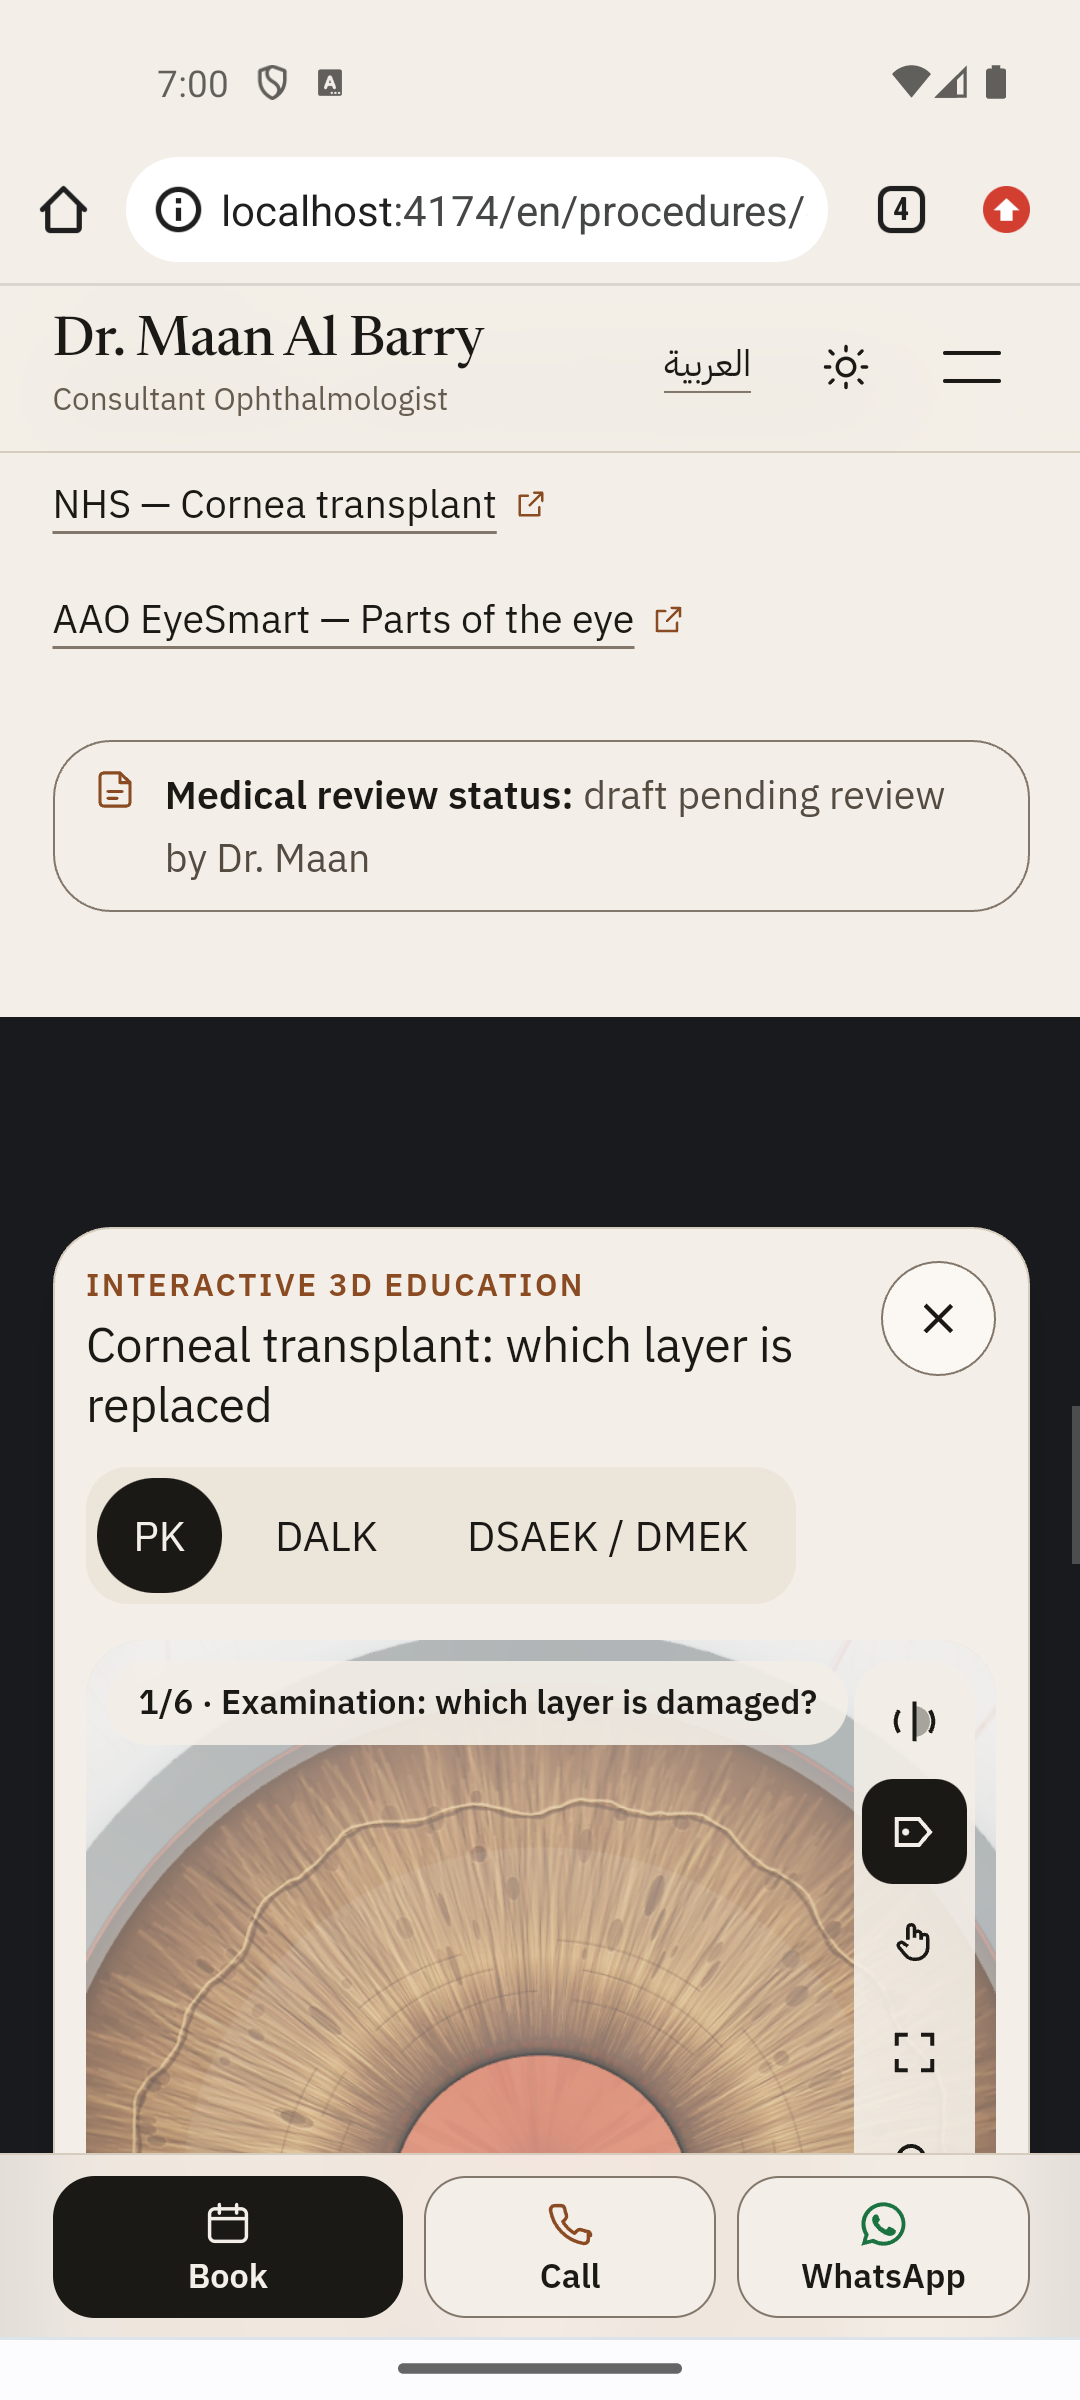 7:00
localhost:4174/en/procedures/
4
Dr. Maan Al Barry
Consultant Ophthalmologist
العربية
NHS — Cornea transplant
AAO EyeSmart — Parts of the eye
Medical review status: draft pending review
by Dr. Maan
INTERACTIVE 3D EDUCATION
Corneal transplant: which layer is
replaced
PK
DALK
DSAEK / DMEK
1/6 · Examination: which layer is damaged?
Book
Call
WhatsApp